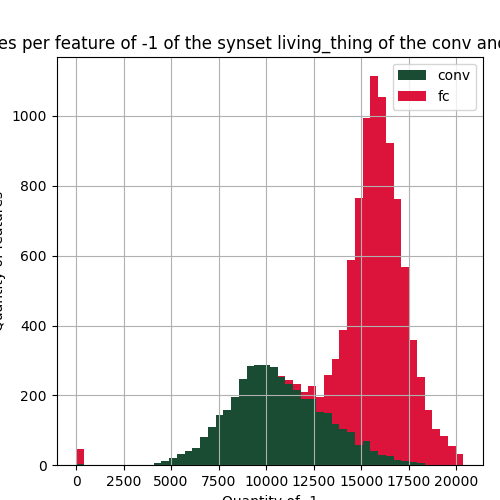 es per feature of -1 of the synset living_thing of the conv and
conv
fc
1000
800
600
400
200
0
Quantity of features
0 2500 5000 7500 10000 12500 15000 17500 20000
Quantity of -1